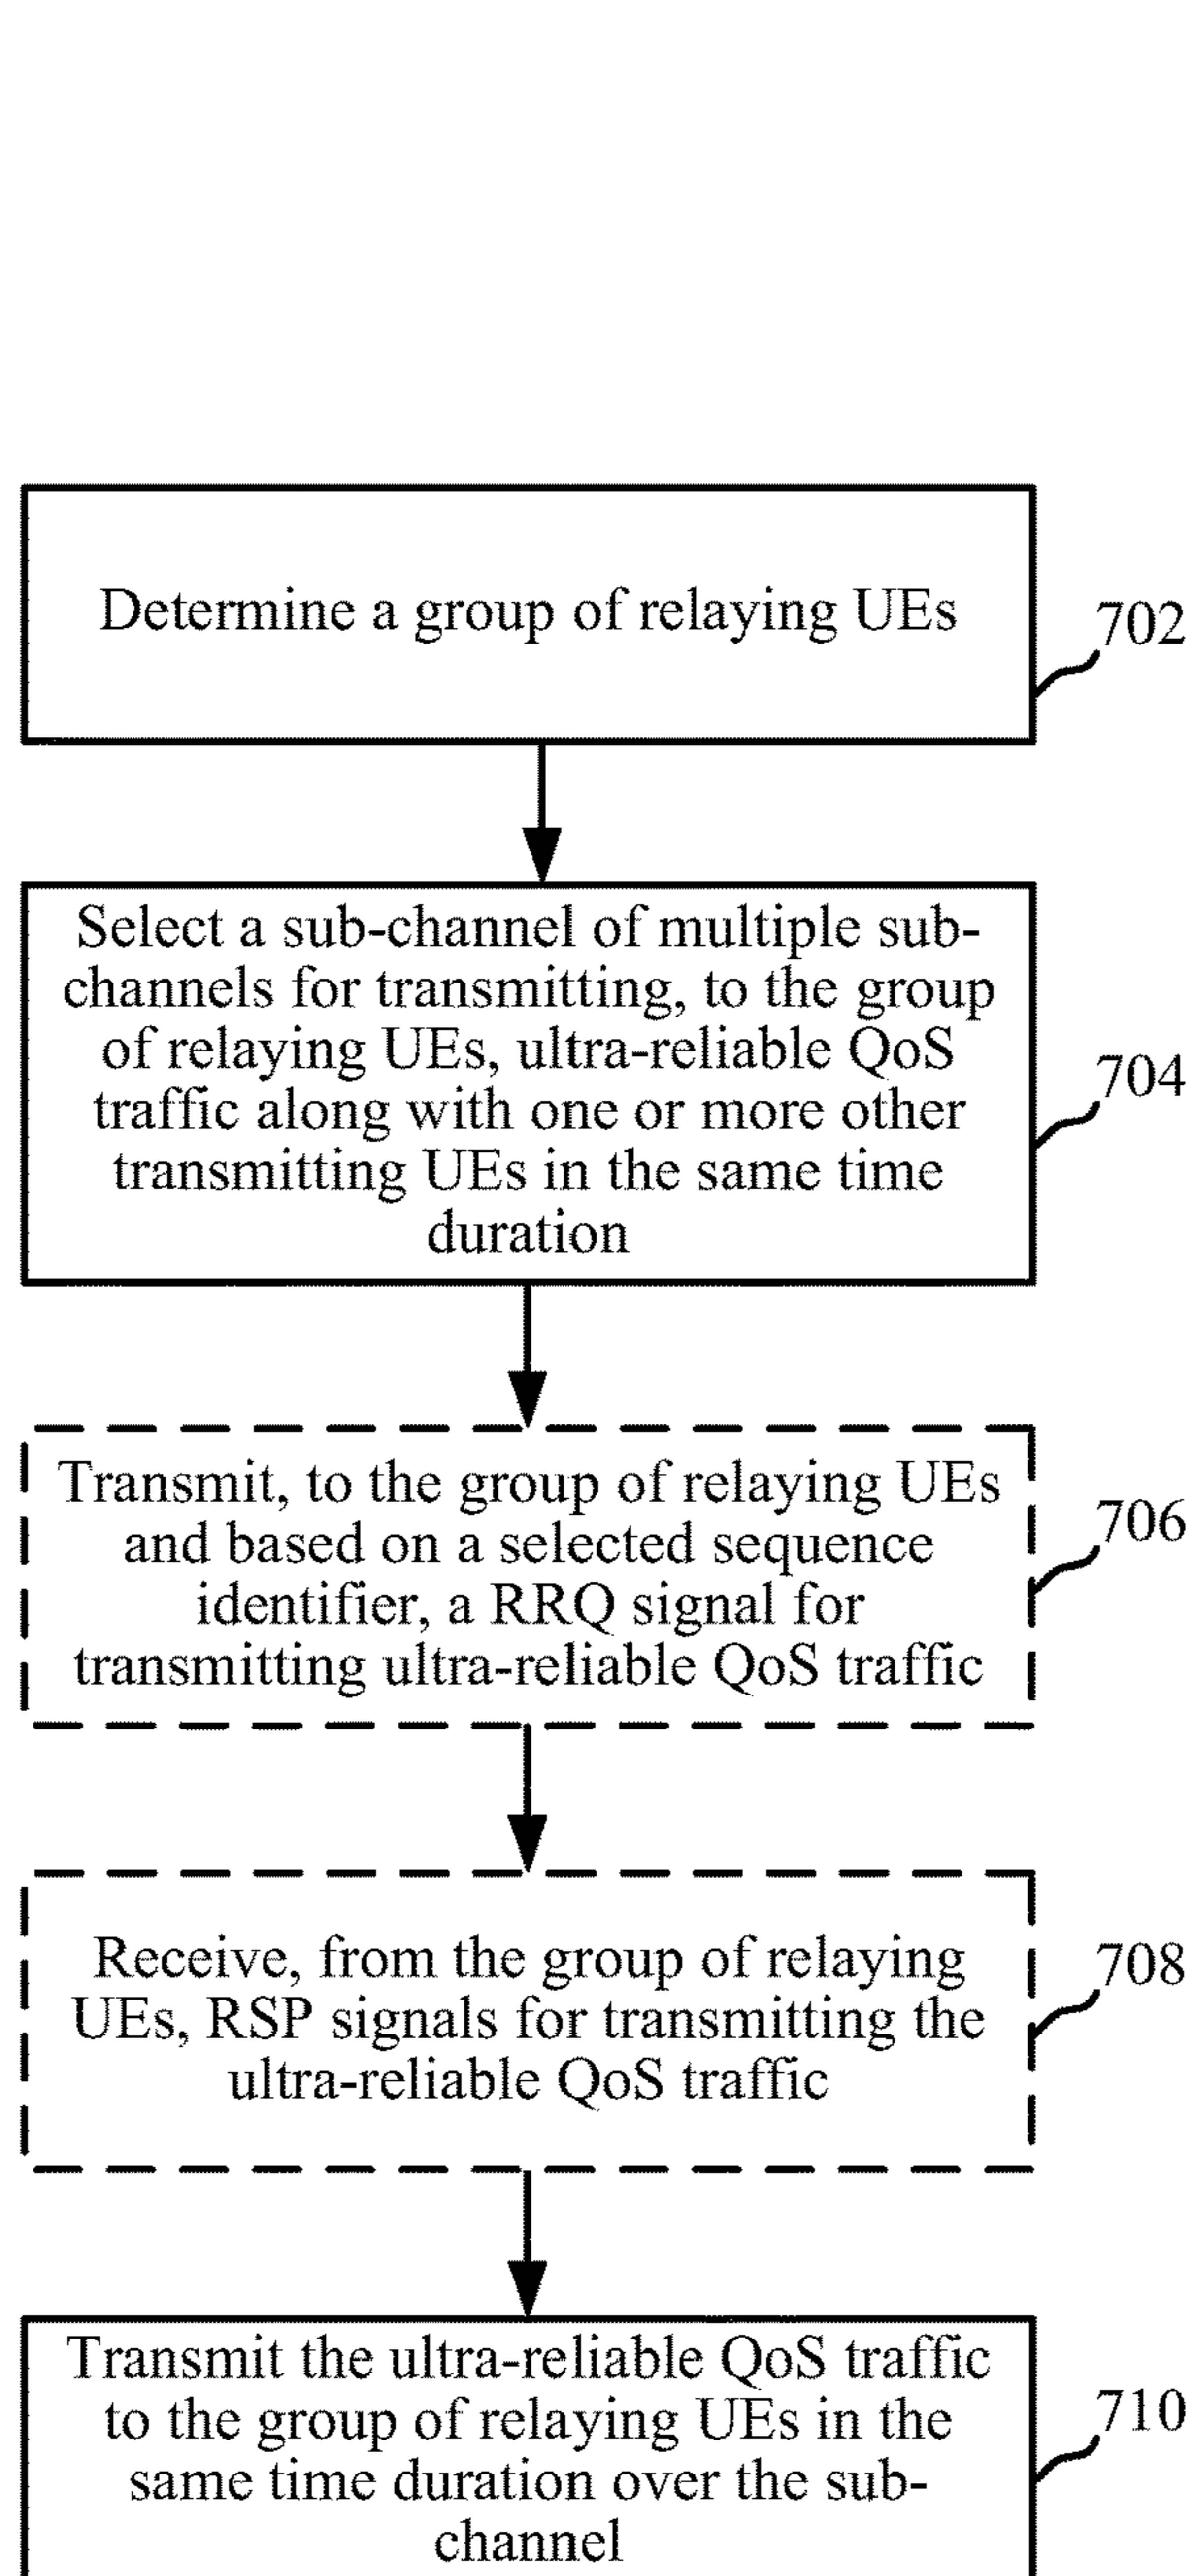 Determine a group of relaying UEs
702
Select a sub-channel of multiple sub-
channels for transmitting, to the group
of relaying UEs, ultra-reliable QoS
traffic along with one or more other
transmitting UEs in the same time
duration
704
Transmit, to the group of relaying UEs
and based on a selected sequence
identifier, a RRQ signal for
transmitting ultra-reliable QoS traffic
706
Receive, from the group of relaying
UEs, RSP signals for transmitting the
ultra-reliable QoS traffic
708
Transmit the ultra-reliable QoS traffic
to the group of relaying UEs in the
same time duration over the sub-
channel
710